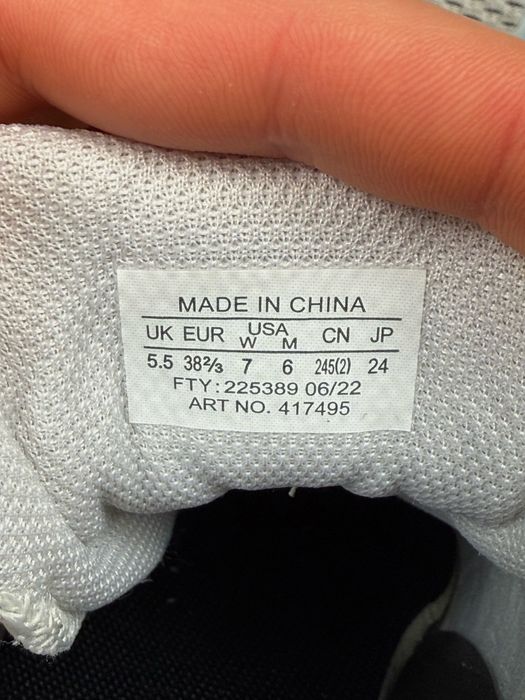 MADE IN CHINA
UK EUR USA W M CN JP
5.5 38⅔ 7 6 245(2) 24
FTY: 225389 06/22
ART NO. 417495